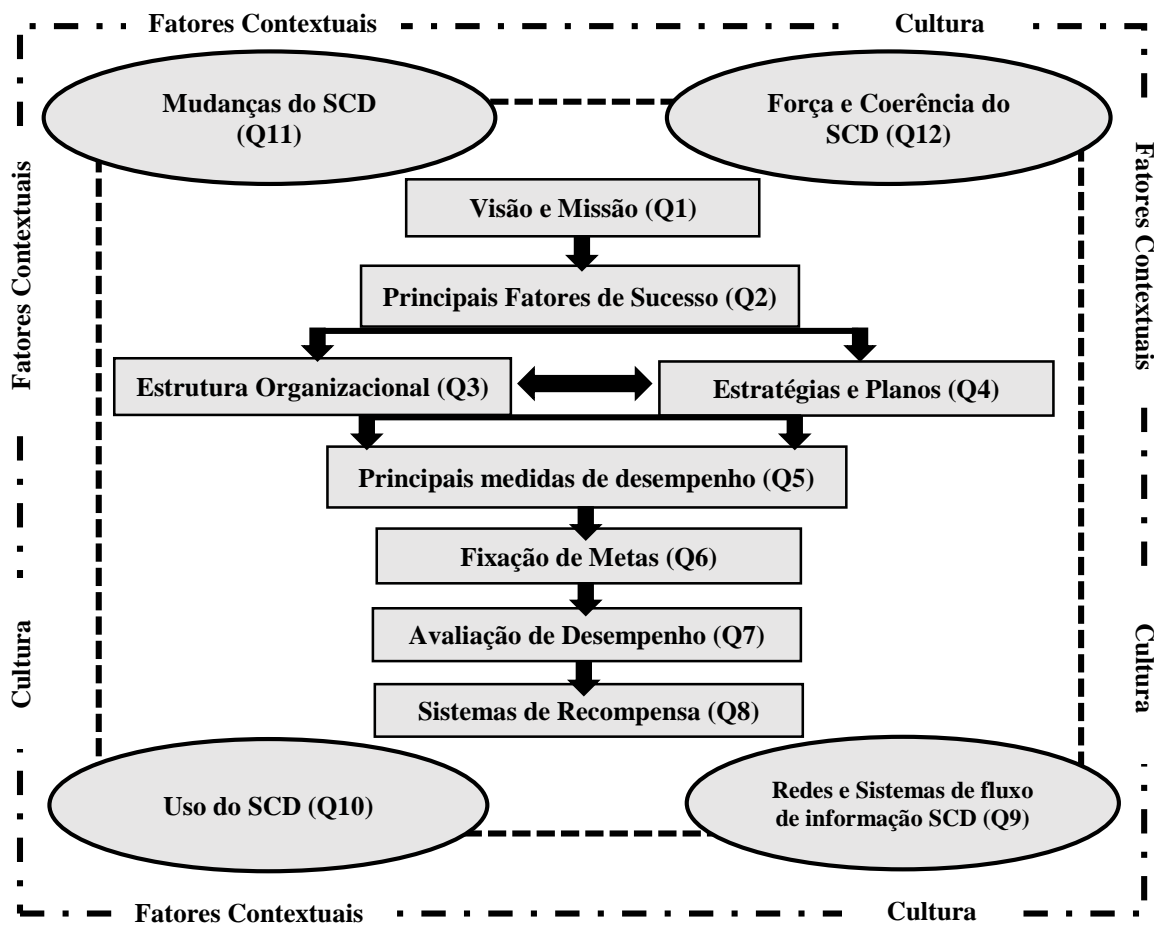 Fatores Contextuais
Cultura
Mudanças do SCD
(Q11)
Força e Coerência do
SCD (Q12)
Fatores Contextuais
Fatores Contextuais
Visão e Missão (Q1)
Principais Fatores de Sucesso (Q2)
Estrutura Organizacional (Q3)
Estratégias e Planos (Q4)
Principais medidas de desempenho (Q5)
Fixação de Metas (Q6)
Avaliação de Desempenho (Q7)
Cultura
Cultura
Sistemas de Recompensa (Q8)
Uso do SCD (Q10)
Redes e Sistemas de fluxo
de informação SCD (Q9)
Fatores Contextuais
Cultura